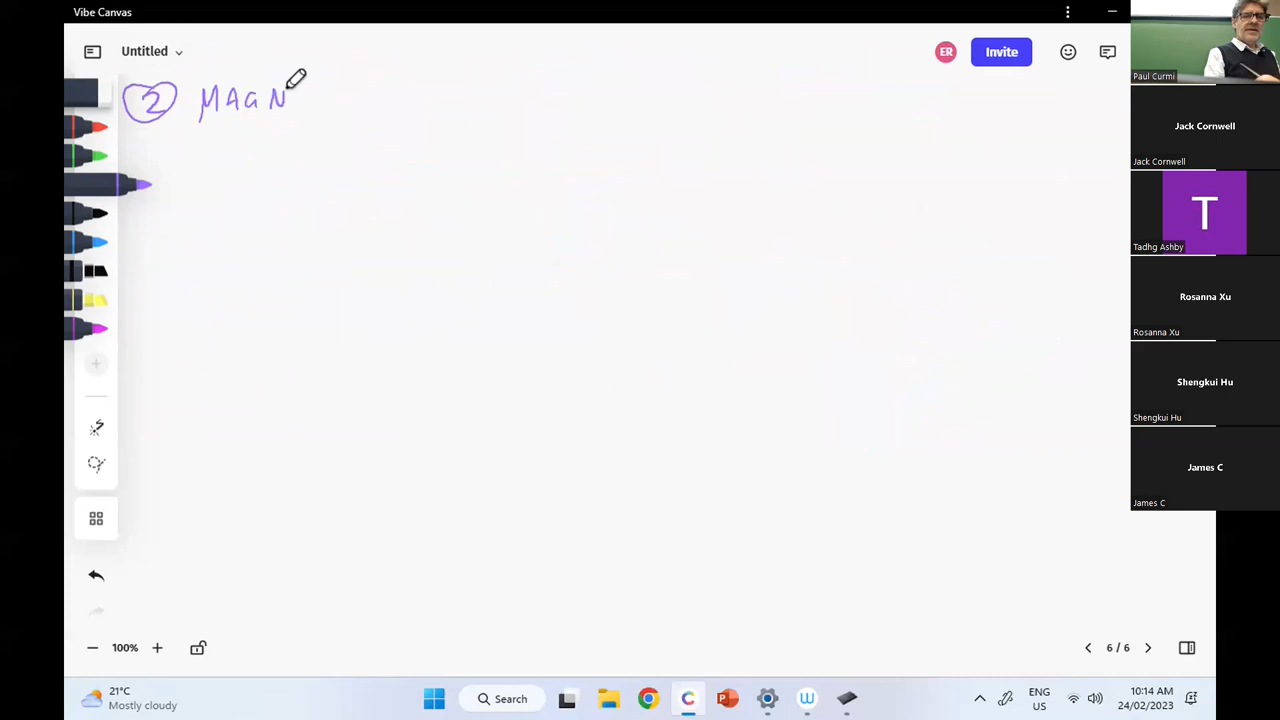 Vibe Canvas
Untitled
ER
Invite
② MAGN
Paul Curmi
Jack Cornwell
Jack Cornwell
T
Tadhg Ashby
Rosanna Xu
Rosanna Xu
Shengkui Hu
Shengkui Hu
James C
James C
100%
6 / 6
21°C
Mostly cloudy
Search
ENG
US
10:14 AM
24/02/2023